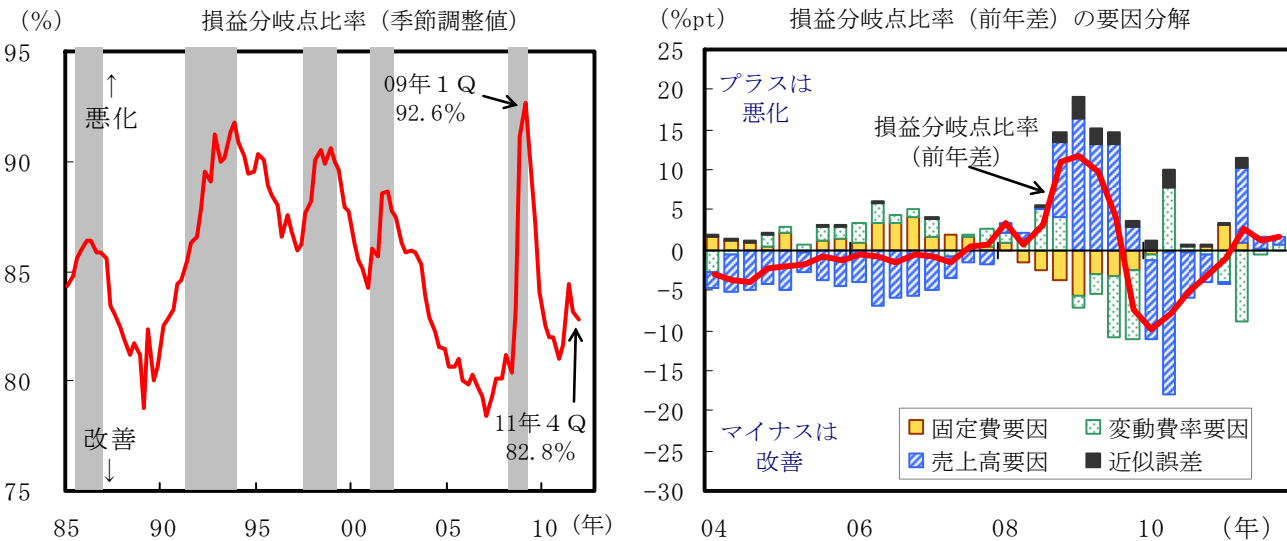 (%)
損益分岐点比率 (季節調整値)
95
90
85
80
75
↑
悪化
09年1Q
92.6%
改善
↓
11年4Q
82.8%
85 90 95 00 05 10 (年)
(%pt)
損益分岐点比率 (前年差) の要因分解
25
20
15
10
5
0
-5
-10
-15
-20
-25
-30
プラスは
悪化
損益分岐点比率
(前年差)
マイナスは
改善
固定費要因 変動費率要因
売上高要因 近似誤差
04 06 08 10 (年)